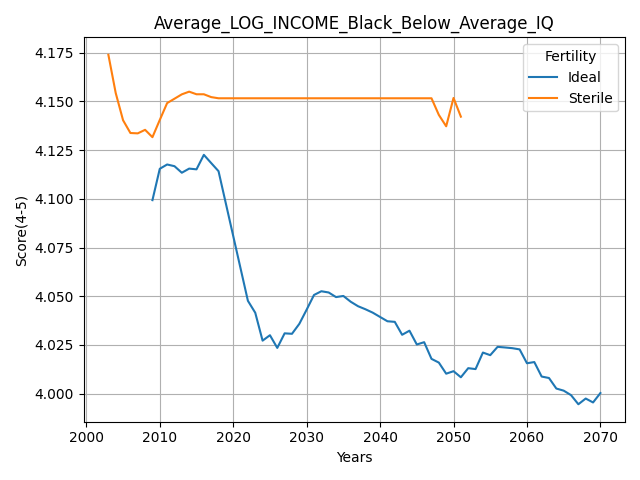 Average_LOG_INCOME_Black_Below_Average_IQ
Fertility
Ideal
Sterile
4.175
4.150
4.125
4.100
4.075
4.050
4.025
4.000
Score(4-5)
2000 2010 2020 2030 2040 2050 2060 2070
Years